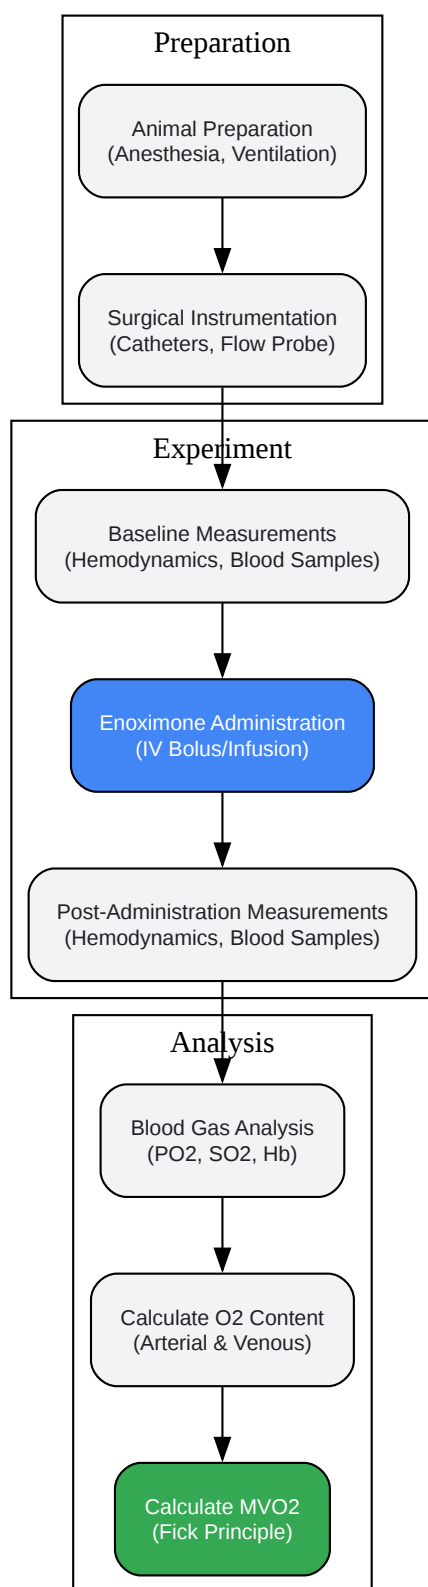 Preparation
Animal Preparation
(Anesthesia, Ventilation)
Surgical Instrumentation
(Catheters, Flow Probe)
Experiment
Baseline Measurements
(Hemodynamics, Blood Samples)
Enoximone Administration
(IV Bolus/Infusion)
Post-Administration Measurements
(Hemodynamics, Blood Samples)
Analysis
Blood Gas Analysis
(PO2, SO2, Hb)
Calculate O2 Content
(Arterial & Venous)
Calculate MVO2
(Fick Principle)